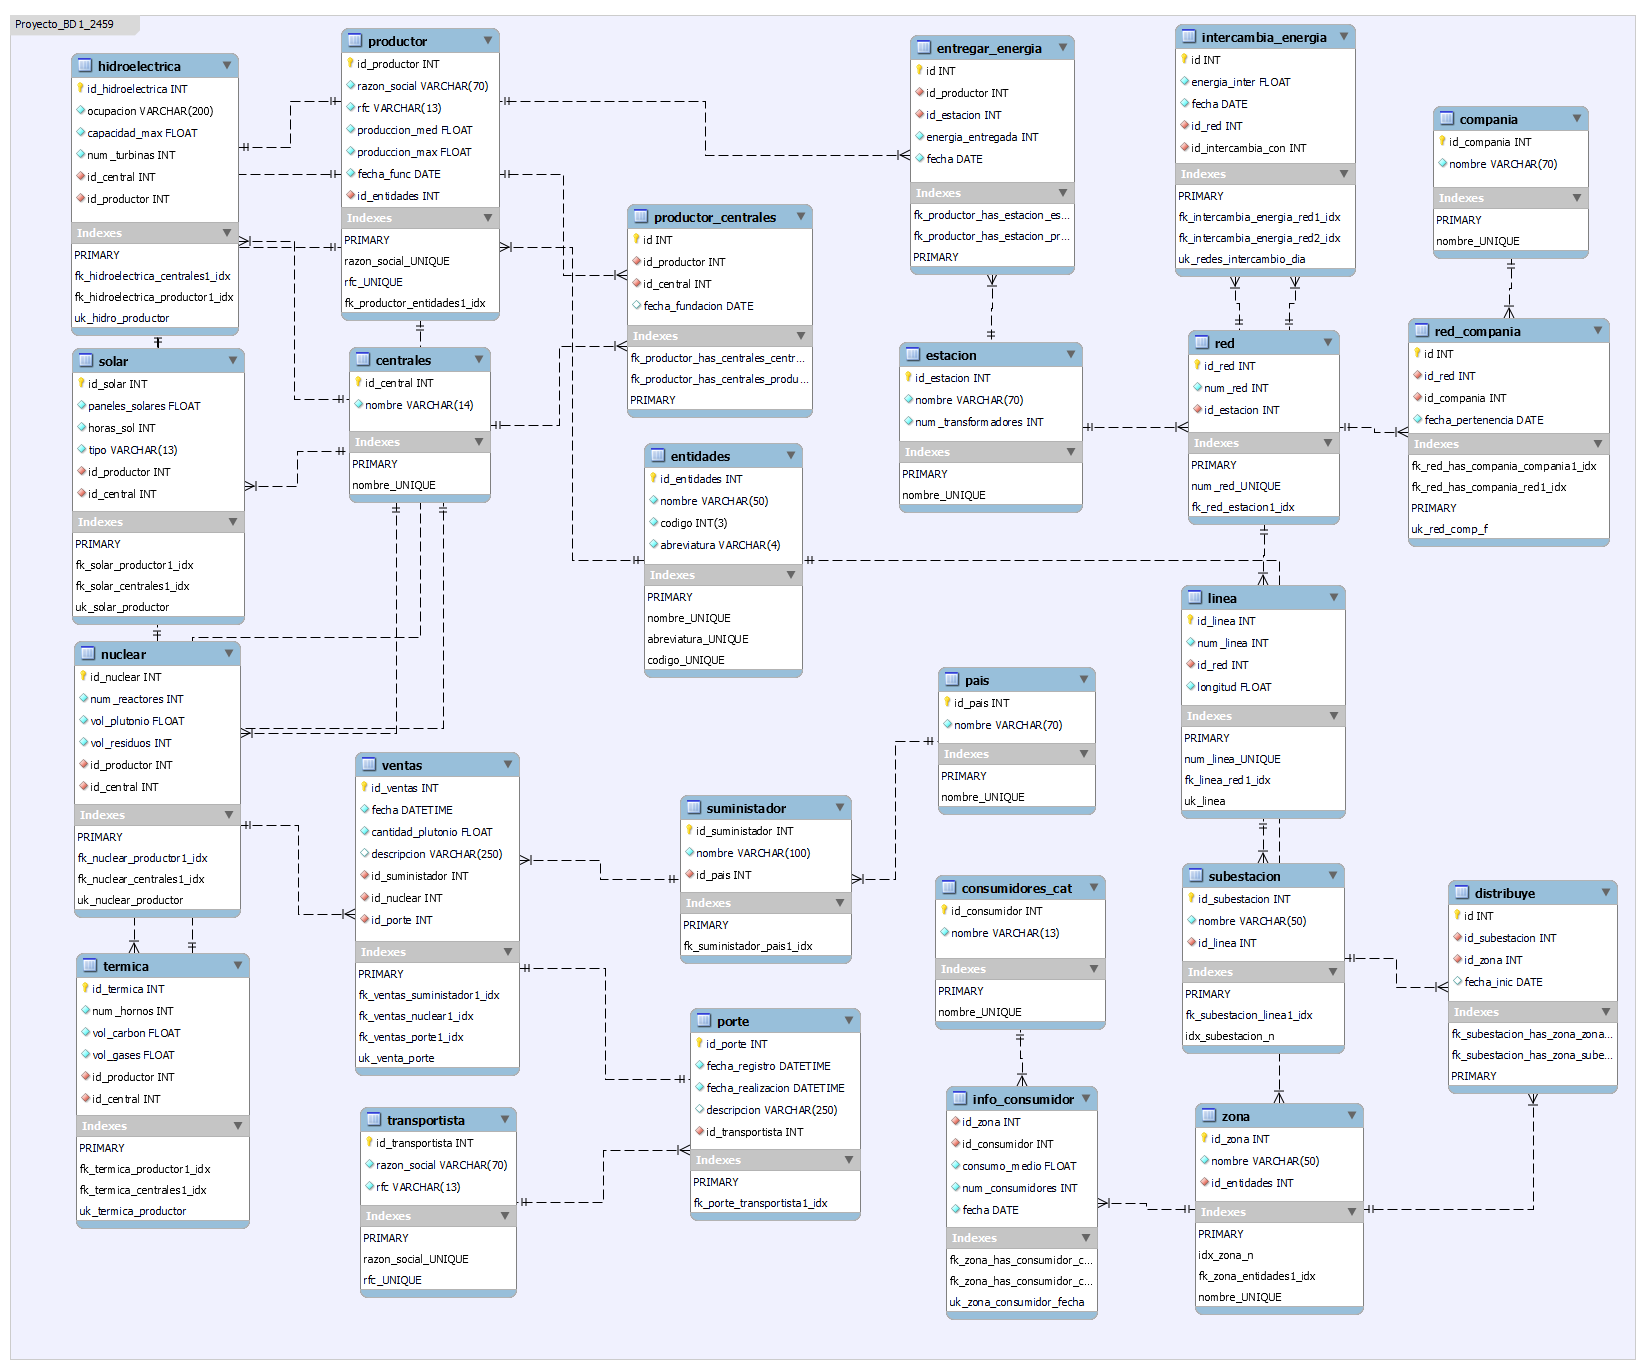 Proyecto_BD1_2459
hidroelectrica
id_hidroelectrica INT
ocupacion VARCHAR(200)
capacidad_max FLOAT
num_turbinas INT
id_central INT
id_productor INT
Indexes
PRIMARY
fk_hidroelectrica_centrales1_idx
fk_hidroelectrica_productor1_idx
uk_hidro_productor
productor
id_productor INT
razon_social VARCHAR(70)
rfc VARCHAR(13)
produccion_med FLOAT
produccion_max FLOAT
fecha_func DATE
id_entidades INT
Indexes
PRIMARY
razon_social_UNIQUE
rfc_UNIQUE
fk_productor_entidades1_idx
productor_centrales
id INT
id_productor INT
id_central INT
fecha_fundacion DATE
Indexes
fk_productor_has_centrales_centr...
fk_productor_has_centrales_produ...
PRIMARY
entregar_energia
id INT
id_productor INT
id_estacion INT
energia_entregada INT
fecha DATE
Indexes
fk_productor_has_estacion_es...
fk_productor_has_estacion_pr...
PRIMARY
intercambia_energia
id INT
energia_inter FLOAT
fecha DATE
id_red INT
id_intercambia_con INT
Indexes
PRIMARY
fk_intercambia_energia_red1_idx
fk_intercambia_energia_red2_idx
uk_redes_intercambio_dia
compania
id_compania INT
nombre VARCHAR(70)
Indexes
PRIMARY
nombre_UNIQUE
solar
id_solar INT
paneles_solares FLOAT
horas_sol INT
tipo VARCHAR(13)
id_productor INT
id_central INT
Indexes
PRIMARY
fk_solar_productor1_idx
fk_solar_centrales1_idx
uk_solar_productor
centrales
id_central INT
nombre VARCHAR(14)
Indexes
PRIMARY
nombre_UNIQUE
entidades
id_entidades INT
nombre VARCHAR(50)
codigo INT(3)
abreviatura VARCHAR(4)
Indexes
PRIMARY
nombre_UNIQUE
abreviatura_UNIQUE
codigo_UNIQUE
estacion
id_estacion INT
nombre VARCHAR(70)
num_transformadores INT
Indexes
PRIMARY
nombre_UNIQUE
red
id_red INT
num_red INT
id_estacion INT
Indexes
PRIMARY
num_red_UNIQUE
fk_red_estacion1_idx
red_compania
id INT
id_red INT
id_compania INT
fecha_pertenencia DATE
Indexes
fk_red_has_compania_compania1_idx
fk_red_has_compania_red1_idx
PRIMARY
uk_red_comp_f
nuclear
id_nuclear INT
num_reactores INT
vol_plutonio FLOAT
vol_residuos INT
id_productor INT
id_central INT
Indexes
PRIMARY
fk_nuclear_productor1_idx
fk_nuclear_centrales1_idx
uk_nuclear_productor
ventas
id_ventas INT
fecha DATETIME
cantidad_plutonio FLOAT
descripcion VARCHAR(250)
id_suministador INT
id_nuclear INT
id_porte INT
Indexes
PRIMARY
fk_ventas_suministador1_idx
fk_ventas_nuclear1_idx
fk_ventas_porte1_idx
uk_venta_porte
suministador
id_suministador INT
nombre VARCHAR(100)
id_pais INT
Indexes
PRIMARY
fk_suministador_pais1_idx
pais
id_pais INT
nombre VARCHAR(70)
Indexes
PRIMARY
nombre_UNIQUE
linea
id_linea INT
num_linea INT
id_red INT
longitud FLOAT
Indexes
PRIMARY
num_linea_UNIQUE
fk_linea_red1_idx
uk_linea
consumidores_cat
id_consumidor INT
nombre VARCHAR(13)
Indexes
PRIMARY
nombre_UNIQUE
subestacion
id_subestacion INT
nombre VARCHAR(50)
id_linea INT
Indexes
PRIMARY
fk_subestacion_linea1_idx
idx_subestacion_n
distribuye
id INT
id_subestacion INT
id_zona INT
fecha_inic DATE
Indexes
fk_subestacion_has_zona_zona...
fk_subestacion_has_zona_sube...
PRIMARY
termica
id_termica INT
num_hornos INT
vol_carbon FLOAT
vol_gases FLOAT
id_productor INT
id_central INT
Indexes
PRIMARY
fk_termica_productor1_idx
fk_termica_centrales1_idx
uk_termica_productor
transportista
id_transportista INT
razon_social VARCHAR(70)
rfc VARCHAR(13)
Indexes
PRIMARY
razon_social_UNIQUE
rfc_UNIQUE
porte
id_porte INT
fecha_registro DATETIME
fecha_realizacion DATETIME
descripcion VARCHAR(250)
id_transportista INT
Indexes
PRIMARY
fk_porte_transportista1_idx
info_consumidor
id_zona INT
id_consumidor INT
consumo_medio FLOAT
num_consumidores INT
fecha DATE
Indexes
fk_zona_has_consumidor_c...
fk_zona_has_consumidor_c...
uk_zona_consumidor_fecha
zona
id_zona INT
nombre VARCHAR(50)
id_entidades INT
Indexes
PRIMARY
idx_zona_n
fk_zona_entidades1_idx
nombre_UNIQUE